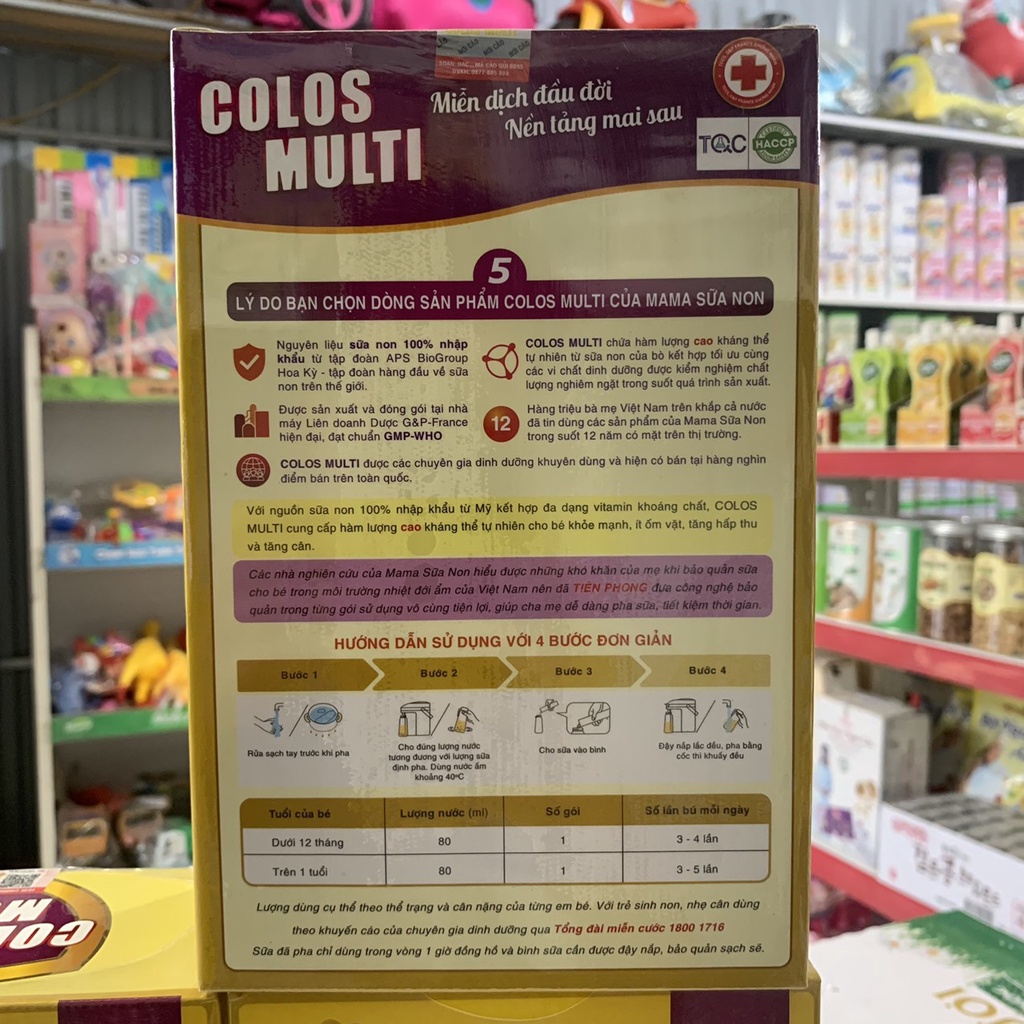 COLOS
MULTI
Miễn dịch đầu đời
Nền tảng mai sau
TQC
HACCP
5
LÝ DO BẠN CHỌN DÒNG SẢN PHẨM COLOS MULTI CỦA MAMA SỮA NON
Nguyên liệu sữa non 100% nhập
khẩu từ tập đoàn APS BioGroup
Hoa Kỳ - tập đoàn hàng đầu về sữa
non trên thế giới.
COLOS MULTI chứa hàm lượng cao kháng thể
tự nhiên từ sữa non của bò kết hợp tối ưu cùng
các vi chất dinh dưỡng được kiểm nghiệm chất
lượng nghiêm ngặt trong suốt quá trình sản xuất.
Được sản xuất và đóng gói tại nhà
máy Liên doanh Dược G&P-France
hiện đại, đạt chuẩn GMP-WHO
12
Hàng triệu bà mẹ Việt Nam trên khắp cả nước
đã tin dùng các sản phẩm của Mama Sữa Non
trong suốt 12 năm có mặt trên thị trường.
COLOS MULTI được các chuyên gia dinh dưỡng khuyên dùng và hiện có bán tại hàng nghìn
điểm bán trên toàn quốc.
Với nguồn sữa non 100% nhập khẩu từ Mỹ kết hợp đa dạng vitamin khoáng chất, COLOS
MULTI cung cấp hàm lượng cao kháng thể tự nhiên cho bé khỏe mạnh, ít ốm vặt, tăng hấp thu
và tăng cân.
Các nhà nghiên cứu của Mama Sữa Non hiểu được những khó khăn của mẹ khi bảo quản sữa
cho bé trong môi trường nhiệt đới ẩm của Việt Nam nên đã TIÊN PHONG đưa công nghệ bảo
quản trong từng gói sử dụng vô cùng tiện lợi, giúp cha mẹ dễ dàng pha sữa, tiết kiệm thời gian.
HƯỚNG DẪN SỬ DỤNG VỚI 4 BƯỚC ĐƠN GIẢN
Bước 1
Bước 2
Bước 3
Bước 4
Rửa sạch tay trước khi pha
Cho đúng lượng nước
tương đương với lượng sữa
định pha. Dùng nước ấm
khoảng 40ºC
Cho sữa vào bình
Đậy nắp lắc đều, pha bằng
cốc thì khuấy đều
Tuổi của bé
Lượng nước (ml)
Số gói
Số lần bú mỗi ngày
Dưới 12 tháng
80
1
3 - 4 lần
Trên 1 tuổi
80
1
3 - 5 lần
Lượng dùng cụ thể theo thể trạng và cân nặng của từng em bé. Với trẻ sinh non, nhẹ cân dùng
theo khuyến cáo của chuyên gia dinh dưỡng qua Tổng đài miễn cước 1800 1716
Sữa đã pha chỉ dùng trong vòng 1 giờ đồng hồ và bình sữa cần được đậy nắp, bảo quản sạch sẽ.